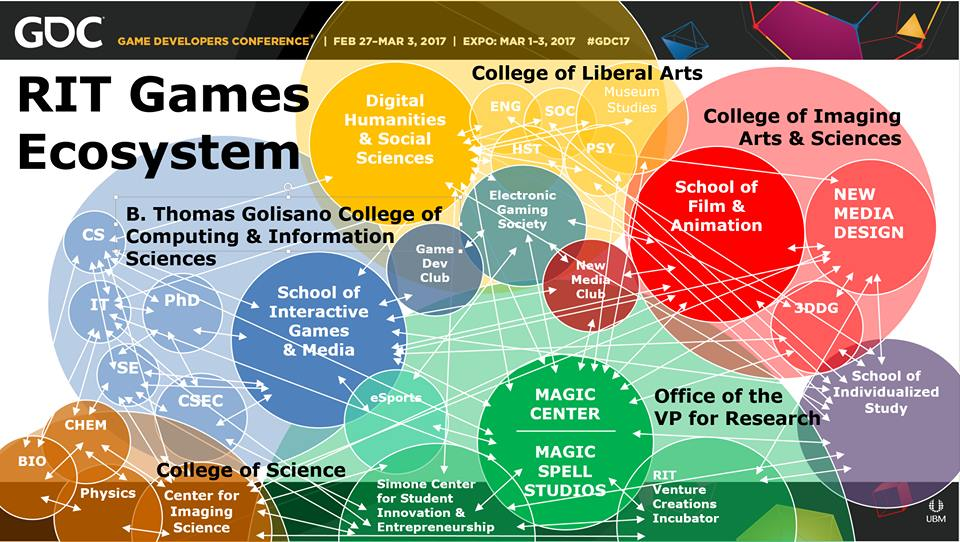 GDC
GAME DEVELOPERS CONFERENCE® | FEB 27–MAR 3, 2017 | EXPO: MAR 1–3, 2017 #GDC17
RIT Games
Ecosystem
College of Liberal Arts
Digital
Humanities
& Social
Sciences
ENG
SOC
Museum
Studies
HST
PSY
College of Imaging
Arts & Sciences
School of
Film &
Animation
NEW
MEDIA
DESIGN
3DDG
B. Thomas Golisano College of
Computing & Information
Sciences
Electronic
Gaming
Society
Game
Dev
Club
New
Media
Club
CS
IT
PhD
SE
CSEC
School of
Interactive
Games
& Media
eSports
MAGIC
CENTER
MAGIC
SPELL
STUDIOS
Office of the
VP for Research
School of
Individualized
Study
CHEM
BIO
Physics
College of Science
Center for
Imaging
Science
Simone Center
for Student
Innovation &
Entrepreneurship
RIT
Venture
Creations
Incubator
UBM